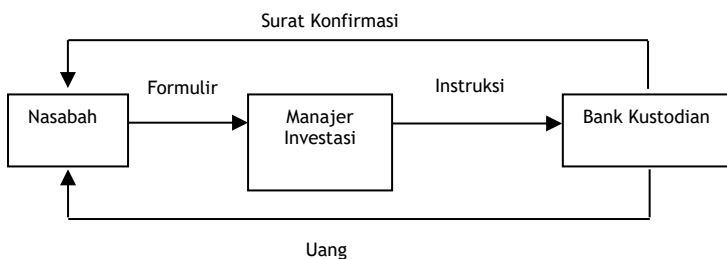 Surat Konfirmasi
Formulir
Instruksi
Nasabah
Manajer
Investasi
Bank Kustodian
Uang